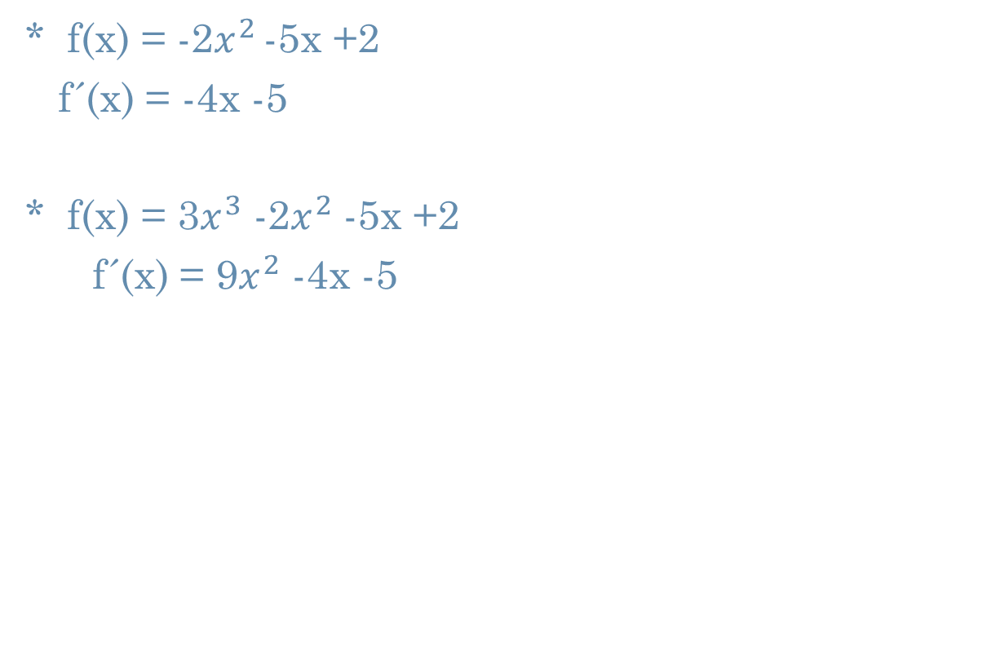 * f(x) = -2x² -5x +2
f´(x) = -4x -5
* f(x) = 3x³ -2x² -5x +2
f´(x) = 9x² -4x -5